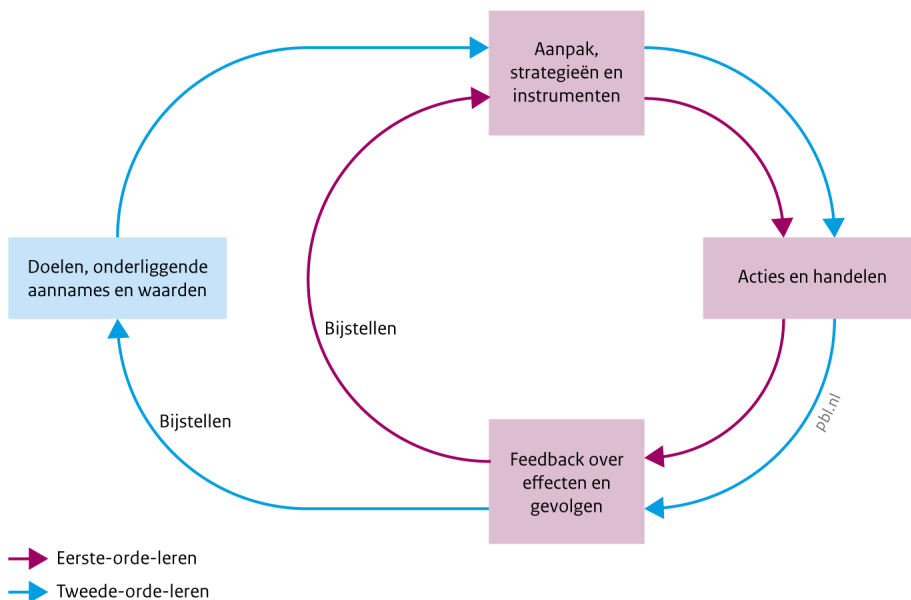 Aanpak,
strategieën en
instrumenten
Doelen, onderliggende
aannames en waarden
Acties en handelen
Bijstellen
Bijstellen
pbl.nl
Feedback over
effecten en
gevolgen
Eerste-orde-leren
Tweede-orde-leren